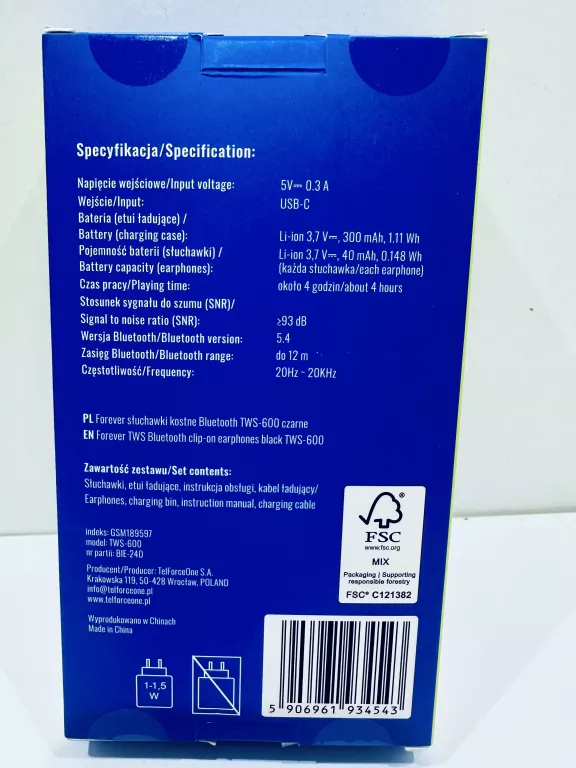 Specyfikacja/Specification:
Napięcie wejściowe/Input voltage: 5V⎓ 0.3 A
Wejście/Input: USB-C
Bateria (etui ładujące) /
Battery (charging case): Li-ion 3,7 V⎓, 300 mAh, 1.11 Wh
Pojemność baterii (słuchawki) / Li-ion 3,7 V⎓, 40 mAh, 0.148 Wh
Battery capacity (earphones): (każda słuchawka/each earphone)
Czas pracy/Playing time: około 4 godzin/about 4 hours
Stosunek sygnału do szumu (SNR)/
Signal to noise ratio (SNR): ≥93 dB
Wersja Bluetooth/Bluetooth version: 5.4
Zasięg Bluetooth/Bluetooth range: do 12 m
Częstotliwość/Frequency: 20Hz ~ 20KHz
PL Forever słuchawki kostne Bluetooth TWS-600 czarne
EN Forever TWS Bluetooth clip-on earphones black TWS-600
Zawartość zestawu/Set contents:
Słuchawki, etui ładujące, instrukcja obsługi, kabel ładujący/
Earphones, charging bin, instruction manual, charging cable
indeks: GSM189597
model: TWS-600
nr partii: BIE-240
Producent/Producer: TelForceOne S.A.
Krakowska 119, 50-428 Wrocław, POLAND
info@telforceone.pl
www.telforceone.pl
Wyprodukowano w Chinach
Made in China
1-1,5
W
FSC
www.fsc.org
MIX
Packaging | Supporting
responsible forestry
FSC® C121382
5 906961 934543